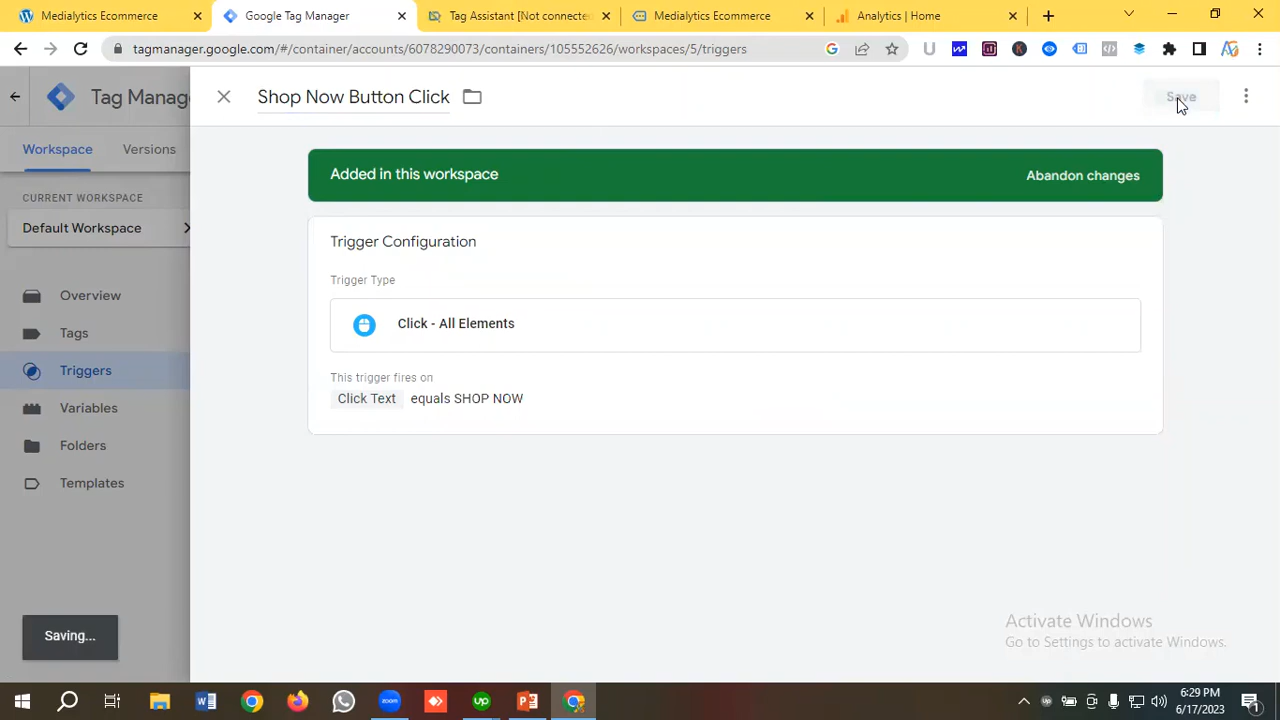 Medialytics Ecommerce
Google Tag Manager
Tag Assistant [Not connecte
Medialytics Ecommerce
Analytics | Home
tagmanager.google.com/#/container/accounts/6078290073/containers/105552626/workspaces/5/triggers
Tag Mana
Shop Now Button Click
Save
Workspace
Versions
CURRENT WORKSPACE
Default Workspace
Overview
Tags
Triggers
Variables
Folders
Templates
Added in this workspace
Abandon changes
Trigger Configuration
Trigger Type
Click - All Elements
This trigger fires on
Click Text equals SHOP NOW
Saving...
Activate Windows
Go to Settings to activate Windows.
6:29 PM
6/17/2023